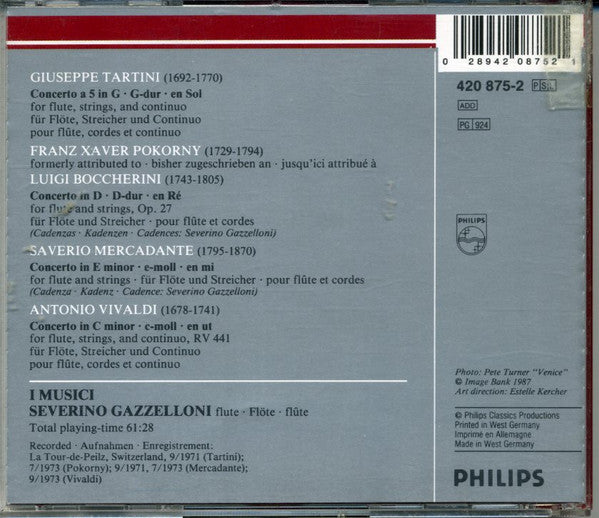 GIUSEPPE TARTINI (1692-1770)
Concerto a 5 in G · G-dur · en Sol
for flute, strings, and continuo
für Flöte, Streicher und Continuo
pour flûte, cordes et continuo
FRANZ XAVER POKORNY (1729-1794)
formerly attributed to · bisher zugeschrieben an · jusqu'ici attribué à
LUIGI BOCCHERINI (1743-1805)
Concerto in D · D-dur · en Ré
for flute and strings, Op. 27
für Flöte und Streicher · pour flûte et cordes
(Cadenzas · Kadenzen · Cadences: Severino Gazzelloni)
SAVERIO MERCADANTE (1795-1870)
Concerto in E minor · e-moll · en mi
for flute and strings · für Flöte und Streicher · pour flûte et cordes
(Cadenza · Kadenz · Cadence: Severino Gazzelloni)
ANTONIO VIVALDI (1678-1741)
Concerto in C minor · c-moll · en ut
for flute, strings, and continuo, RV 441
für Flöte, Streicher und Continuo
pour flûte, cordes et continuo
I MUSICI
SEVERINO GAZZELLONI flute · Flöte · flûte
Total playing-time 61:28
Recorded · Aufnahmen · Enregistrement:
La Tour-de-Peilz, Switzerland, 9/1971 (Tartini);
7/1973 (Pokorny); 9/1971, 7/1973 (Mercadante);
9/1973 (Vivaldi)
0 28942 08752 1
420 875-2 PSL
ADD
PG 924
PHILIPS
Photo: Pete Turner "Venice"
© Image Bank 1987
Art direction: Estelle Kercher
© Philips Classics Productions
Printed in West Germany
Imprimé en Allemagne
Made in West Germany
PHILIPS